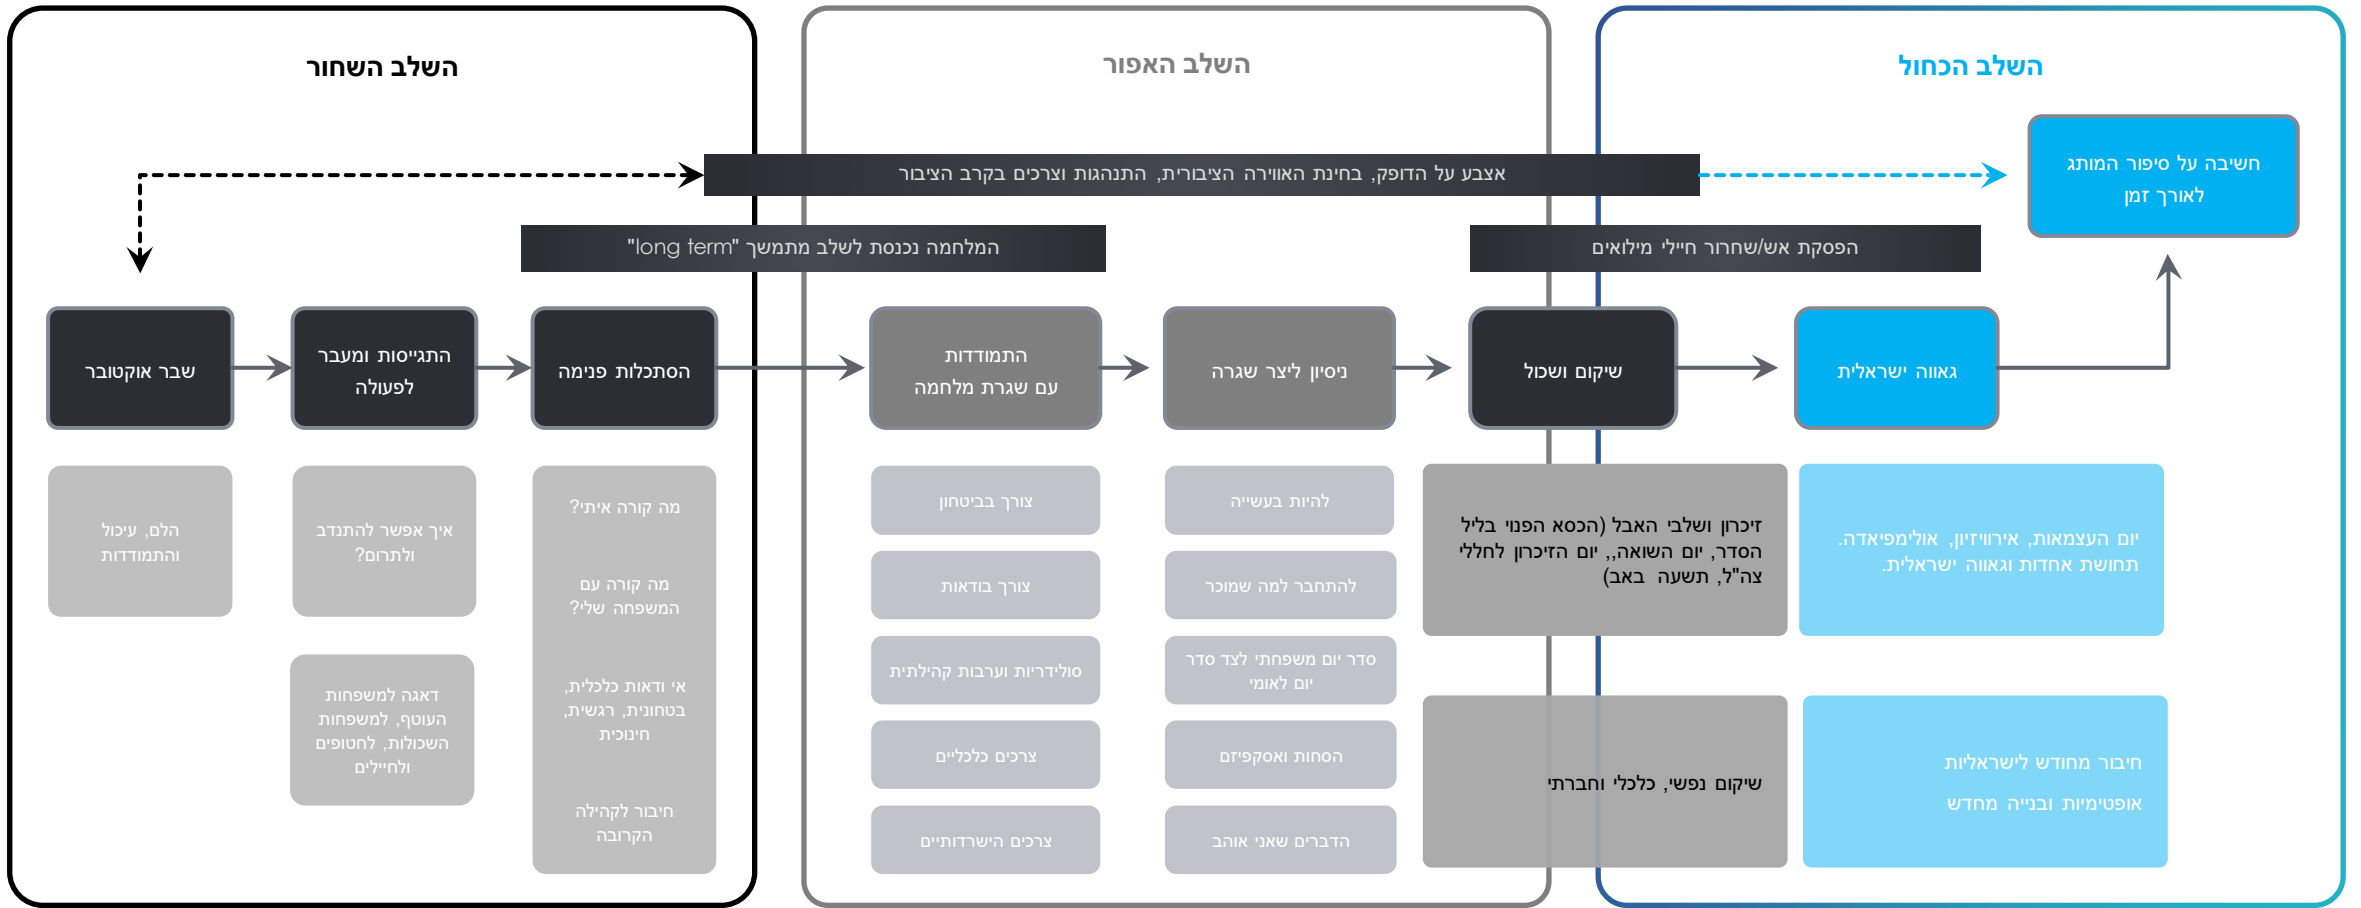 השלב השחור
השלב האפור
השלב הכחול
חשיבה על סיפור המותג
לאורך זמן
אצבע על הדופק, בחינת האווירה הציבורית, התנהגות וצרכים בקרב הציבור
המלחמה נכנסת לשלב מתמשך "long term"
הפסקת אש/שחרור חיילי מילואים
שבר אוקטובר
התגייסות ומעבר
לפעולה
הסתכלות פנימה
התמודדות
עם שגרת מלחמה
ניסיון ליצר שגרה
שיקום ושכול
גאווה ישראלית
הלם, עיכול
והתמודדות
איך אפשר להתנדב
ולתרום?
דאגה למשפחות
העוטף, למשפחות
השכולות, לחטופים
ולחיילים
מה קורה איתי?
מה קורה עם
המשפחה שלי?
אי ודאות כלכלית,
בטחונית, רגשית,
חינוכית
חיבור לקהילה
הקרובה
צורך בביטחון
צורך בודאות
סולידריות וערבות קהילתית
צרכים כלכליים
צרכים הישרדותיים
להיות בעשייה
להתחבר למה שמוכר
סדר יום משפחתי לצד סדר
יום לאומי
הסחות ואסקפיזם
הדברים שאני אוהב
זיכרון ושלבי האבל (הכסא הפנוי בליל
הסדר, יום השואה,, יום הזיכרון לחללי
צה"ל, תשעה באב)
שיקום נפשי, כלכלי וחברתי
יום העצמאות, אירוויזיון, אולימפיאדה.
תחושת אחדות וגאווה ישראלית.
חיבור מחודש לישראליות
אופטימיות ובנייה מחדש